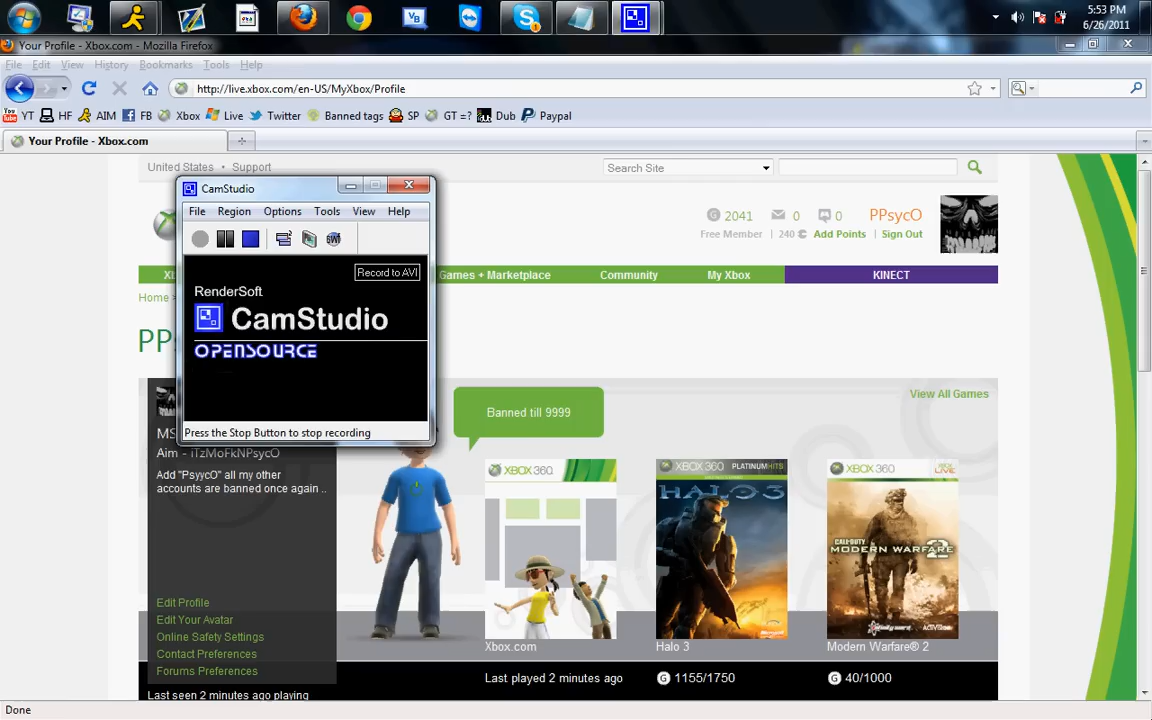 5:53 PM
6/26/2011
Your Profile - Xbox.com - Mozilla Firefox
File Edit View History Bookmarks Tools Help
http://live.xbox.com/en-US/MyXbox/Profile
YT HF AIM FB Xbox Live Twitter Banned tags SP GT =? Dub Paypal
Your Profile - Xbox.com
United States • Support
Search Site
2041 0 0 PPsycO
Free Member | 240 Add Points | Sign Out
Games + Marketplace Community My Xbox KINECT
Home
PP
CamStudio
File Region Options Tools View Help
Record to AVI
RenderSoft
CamStudio
OPENSOURCE
Press the Stop Button to stop recording
View All Games
Banned till 9999
MS
Aim - iTzMoFkNPsycO
Add "PsyycO" all my other
accounts are banned once again ..
Edit Profile
Edit Your Avatar
Online Safety Settings
Contact Preferences
Forums Preferences
Last seen 2 minutes ago playing
XBOX 360
Xbox.com
Last played 2 minutes ago
XBOX 360 PLATINUM HITS
HALO 3
Halo 3
1155/1750
XBOX 360 XBOX LIVE
CALL OF DUTY
MODERN WARFARE 2
Infinity Ward ACTIVISION
Modern Warfare® 2
40/1000
Done